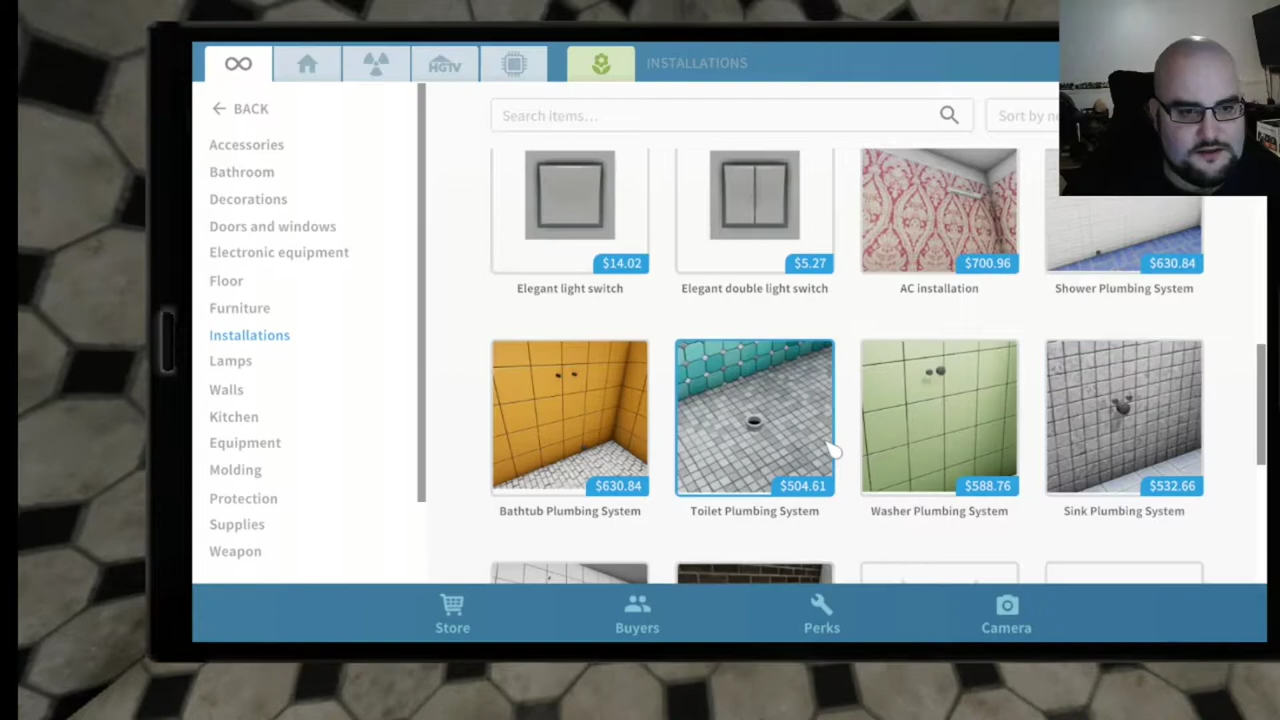 HGTV
INSTALLATIONS
BACK
Search items...
Sort by ne
Accessories
Bathroom
Decorations
Doors and windows
Electronic equipment
Floor
Furniture
Installations
Lamps
Walls
Kitchen
Equipment
Molding
Protection
Supplies
Weapon
$14.02
$5.27
$700.96
$630.84
Elegant light switch
Elegant double light switch
AC installation
Shower Plumbing System
$630.84
$504.61
$588.76
$532.66
Bathtub Plumbing System
Toilet Plumbing System
Washer Plumbing System
Sink Plumbing System
Store
Buyers
Perks
Camera